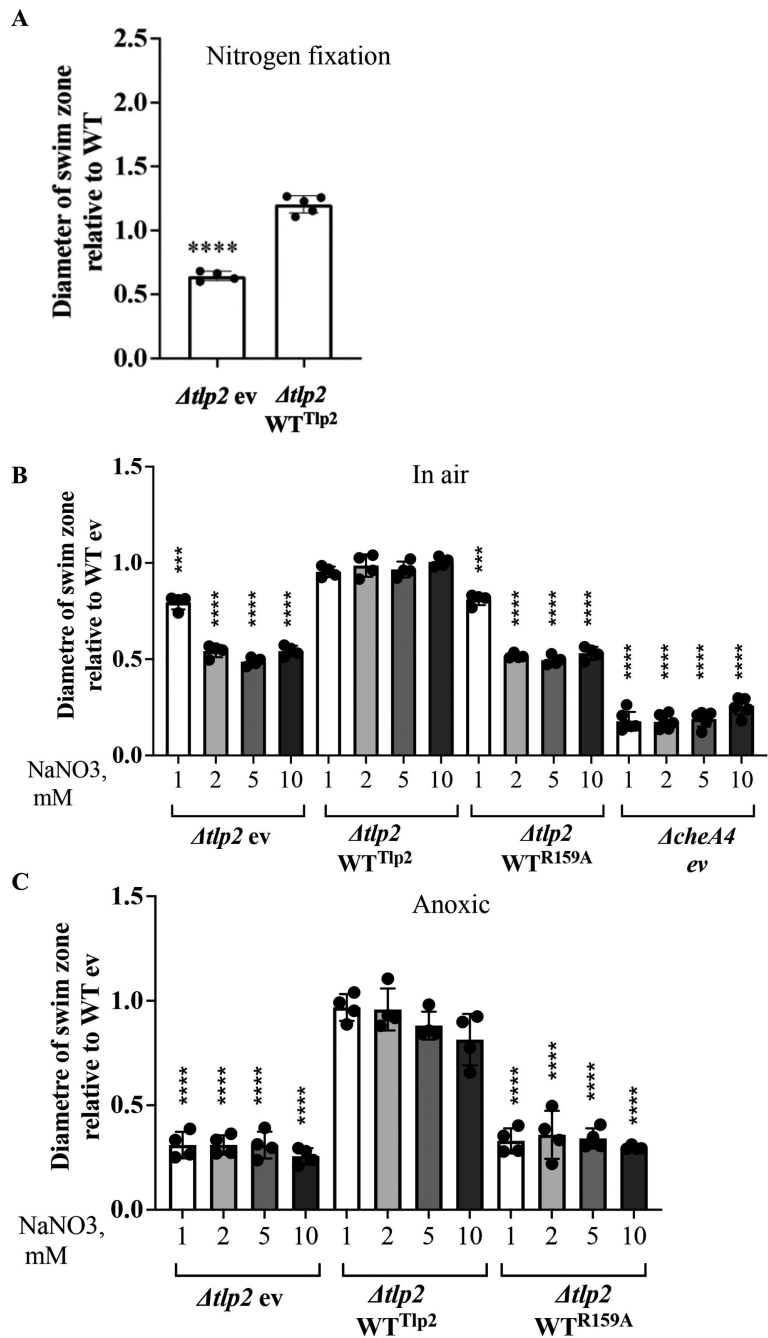 A
Nitrogen fixation
Diameter of swim zone
relative to WT
2.5
2.0
1.5
1.0
0.5
0.0
****
Δtlp2 ev
Δtlp2
WTTlp2
B
In air
Diametre of swim zone
relative to WT ev
1.5
1.0
0.5
0.0
*** **** **** **** *** **** **** **** **** **** **** ****
NaNO3,
mM
1 2 5 10 1 2 5 10 1 2 5 10 1 2 5 10
Δtlp2 ev
Δtlp2
WTTlp2
Δtlp2
WTR159A
ΔcheA4
ev
C
Anoxic
Diametre of swim zone
relative to WT ev
1.5
1.0
0.5
0.0
**** **** **** **** **** **** **** ****
NaNO3,
mM
1 2 5 10 1 2 5 10 1 2 5 10
Δtlp2 ev
Δtlp2
WTTlp2
Δtlp2
WTR159A